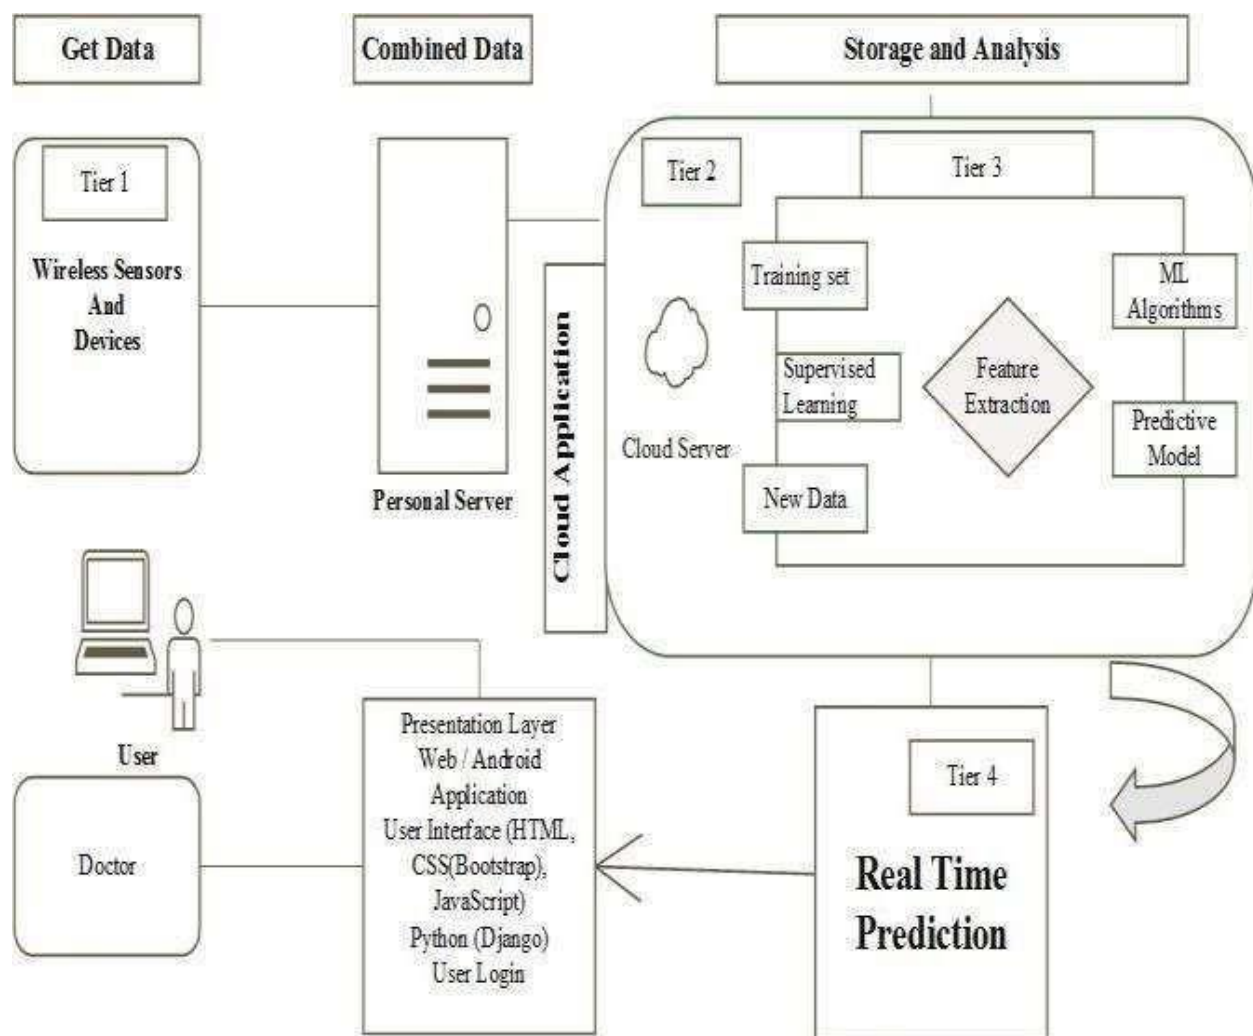 Get Data
Combined Data
Storage and Analysis
Tier 1
Wireless Sensors
And
Devices
Personal Server
Cloud Application
Tier 2
Cloud Server
Tier 3
Training set
Supervised
Learning
New Data
Feature
Extraction
ML
Algorithms
Predictive
Model
User
Doctor
Presentation Layer
Web / Android
Application
User Interface (HTML,
CSS(Bootstrap),
JavaScript)
Python (Django)
User Login
Tier 4
Real Time
Prediction